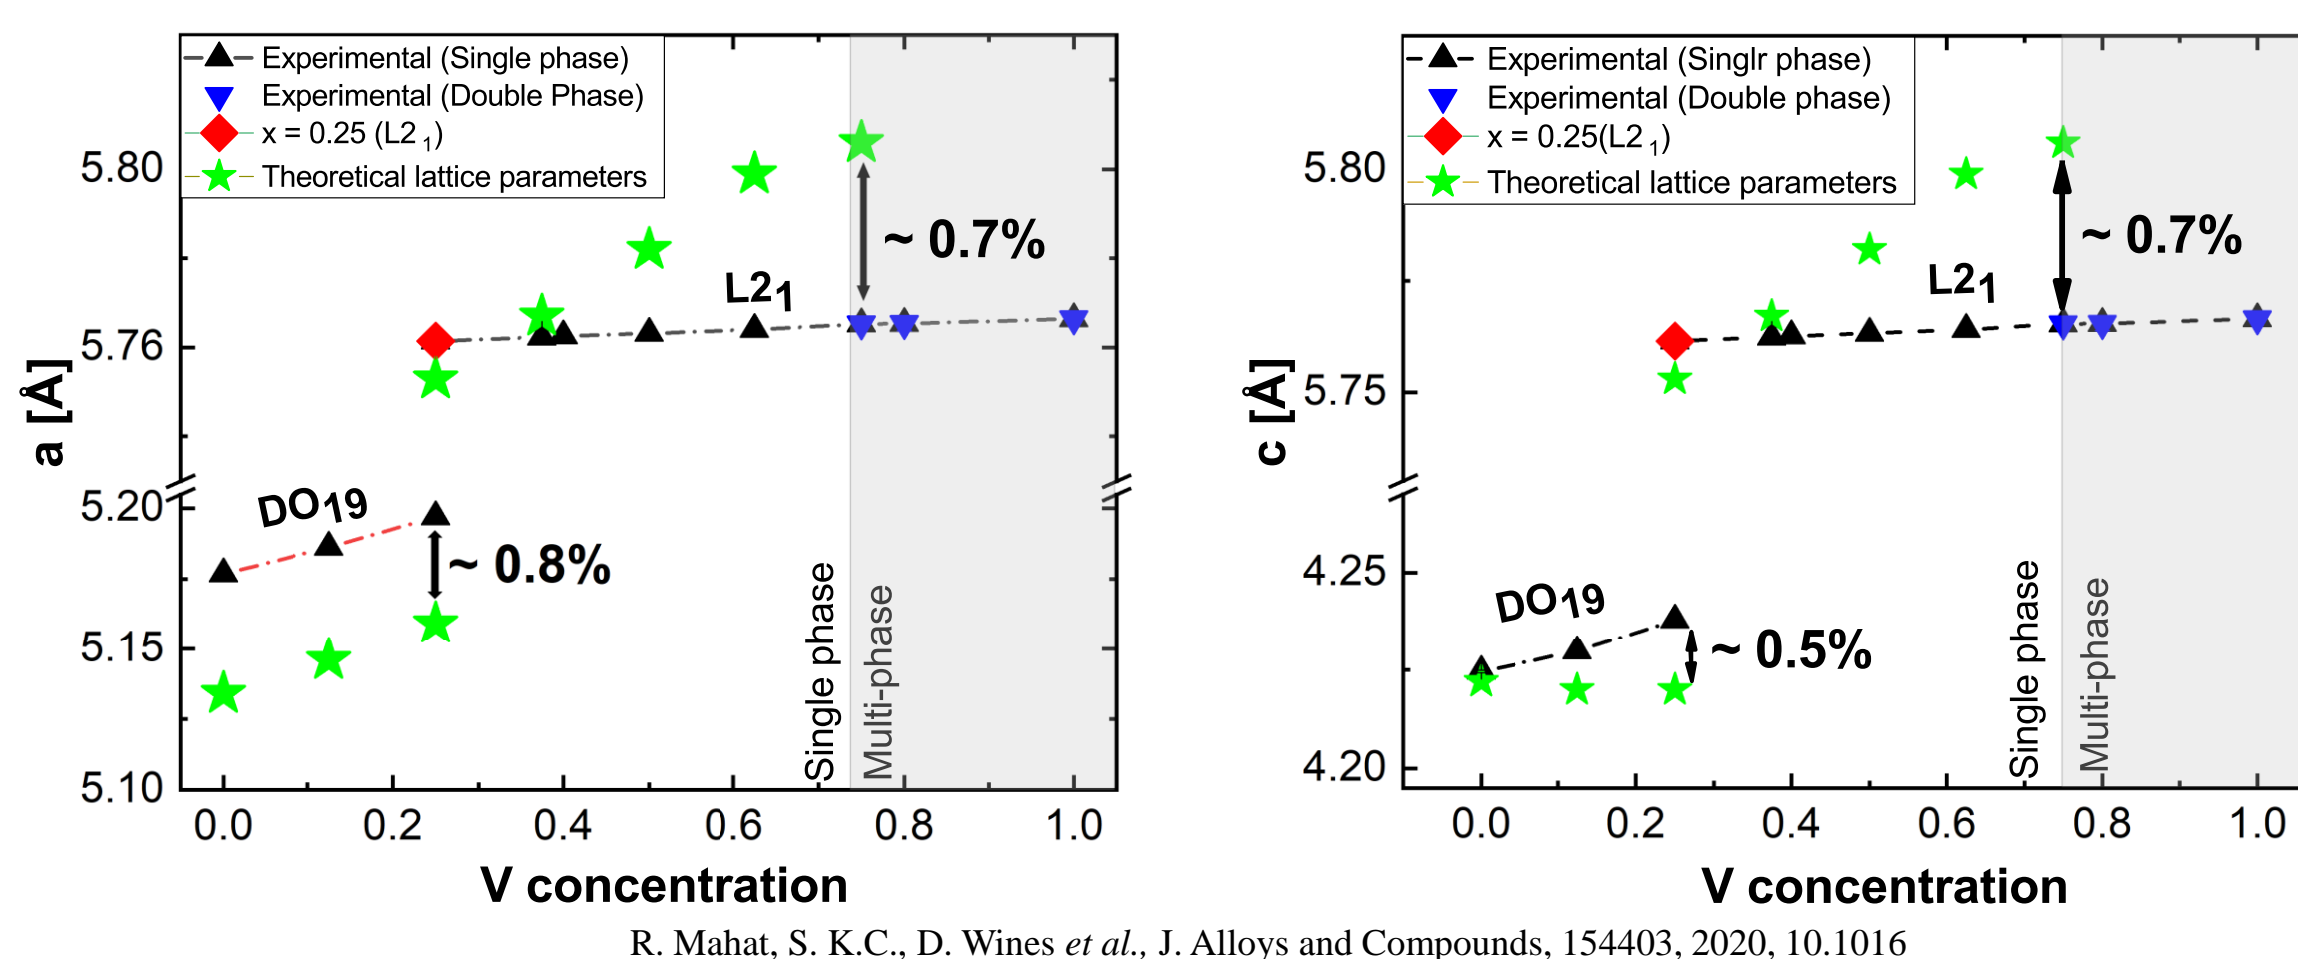 Experimental (Single phase)
Experimental (Double Phase)
x = 0.25 (L2 1)
Theoretical lattice parameters
5.80
5.76
5.20
5.15
5.10
a [Å]
~ 0.7%
L21
DO19
~ 0.8%
Single phase
Multi-phase
0.0 0.2 0.4 0.6 0.8 1.0
V concentration
Experimental (Singlr phase)
Experimental (Double phase)
x = 0.25(L2 1)
Theoretical lattice parameters
5.80
5.75
4.25
4.20
c [Å]
~ 0.7%
L21
DO19
~ 0.5%
Single phase
Multi-phase
0.0 0.2 0.4 0.6 0.8 1.0
V concentration
R. Mahat, S. K.C., D. Wines et al., J. Alloys and Compounds, 154403, 2020, 10.1016